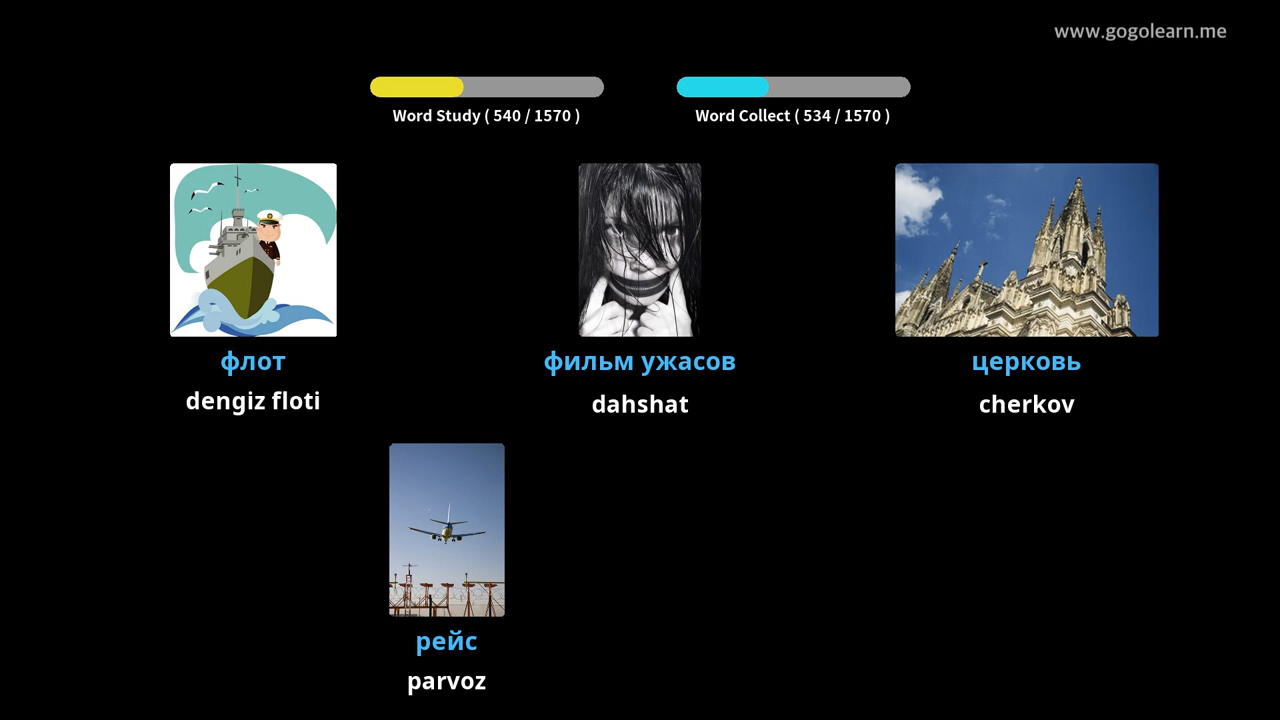 www.gogolearn.me
Word Study ( 540 / 1570 )
Word Collect ( 534 / 1570 )
флот
dengiz floti
фильм ужасов
dahshat
церковь
cherkov
рейс
parvoz